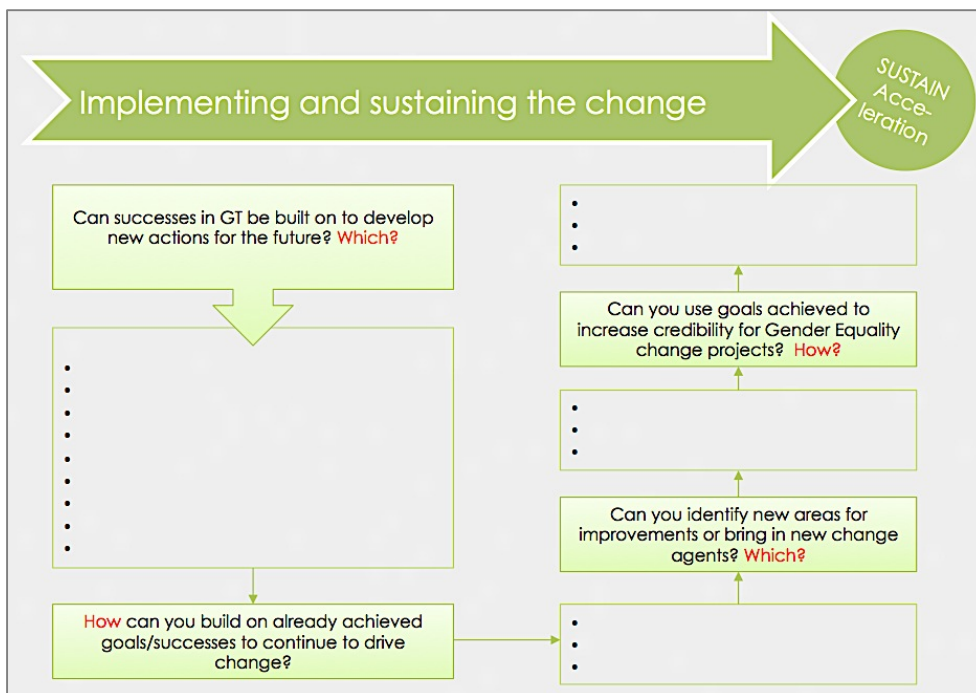 Implementing and sustaining the change
SUSTAIN
Acce-
leration
Can successes in GT be built on to develop
new actions for the future? Which?
•
•
•
•
•
•
•
•
•
How can you build on already achieved
goals/successes to continue to drive
change?
•
•
•
Can you identify new areas for
improvements or bring in new change
agents? Which?
•
•
•
Can you use goals achieved to
increase credibility for Gender Equality
change projects? How?
•
•
•